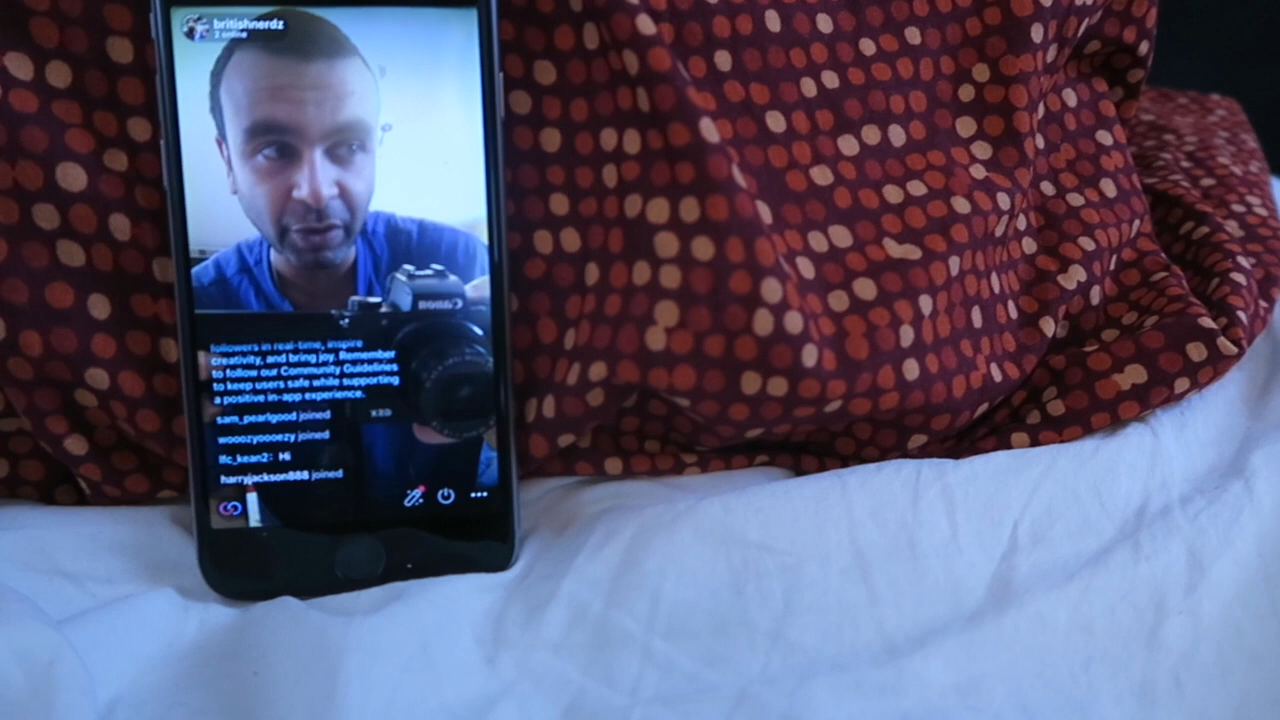 britishnerdz
2 online
Canon
followers in real-time, inspire
creativity, and bring joy. Remember
to follow our Community Guidelines
to keep users safe while supporting
a positive in-app experience.
sam_pearlgood joined
wooozyoooezy joined
lfc_kean2: Hi
harryjackson888 joined